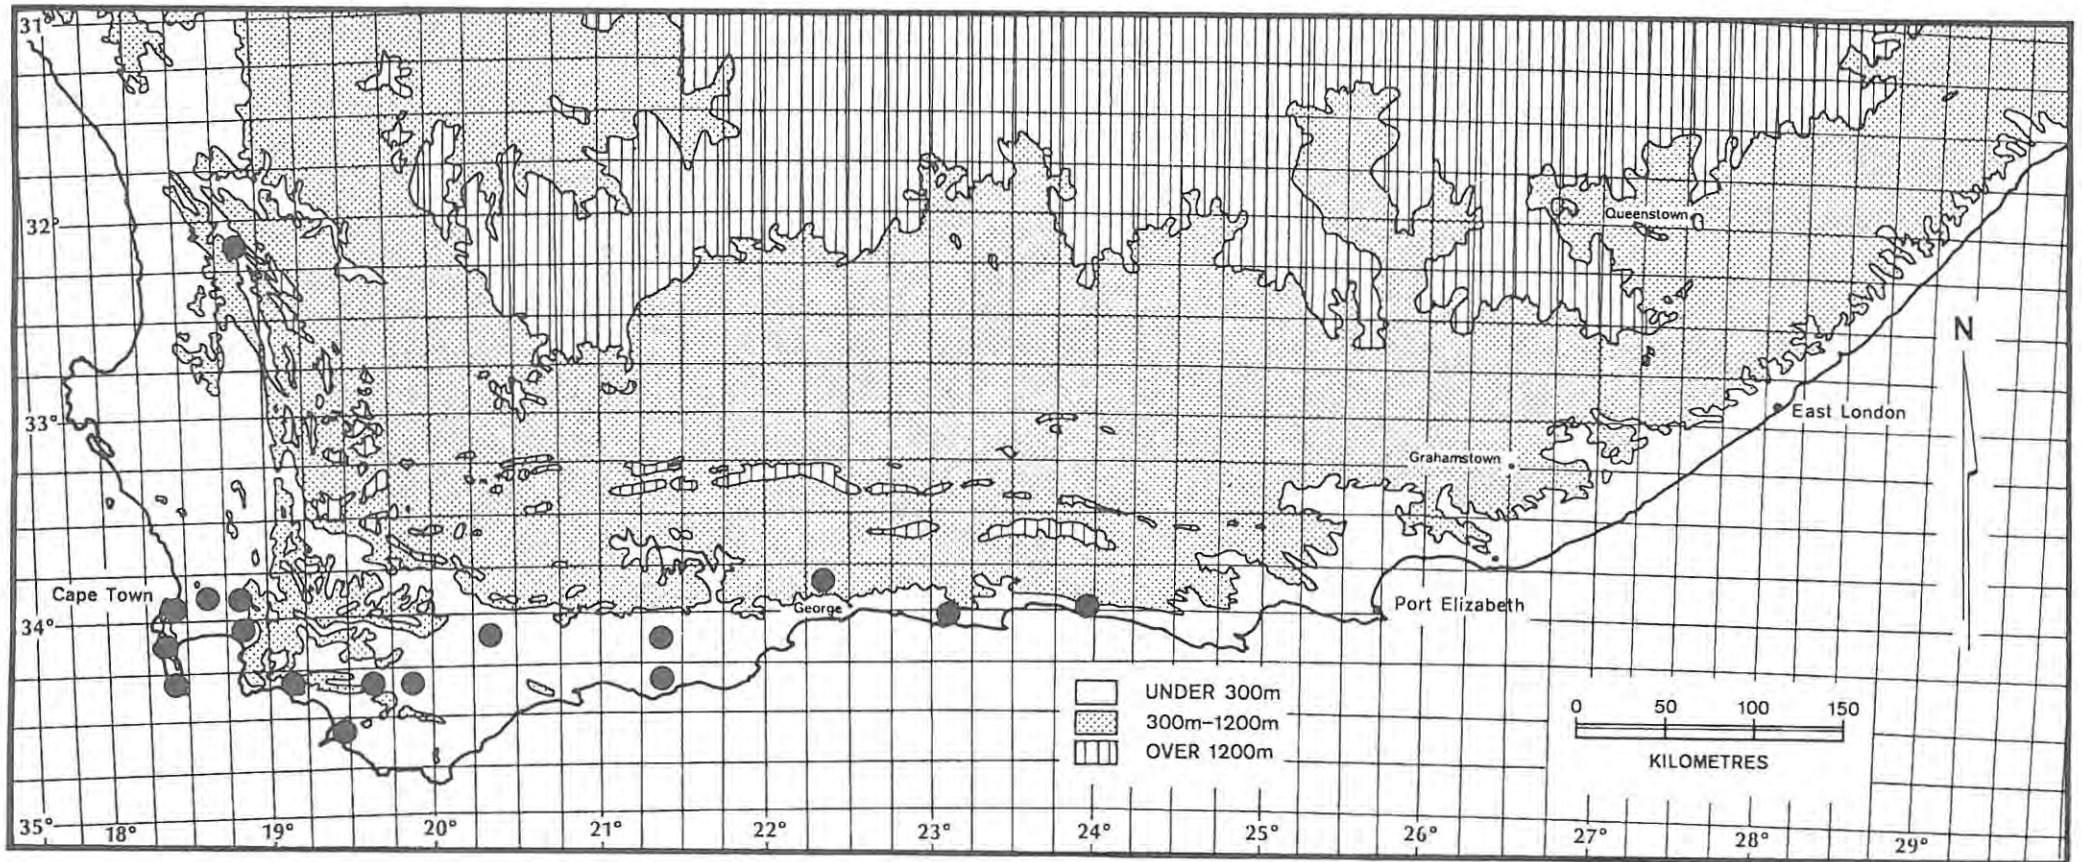 31
32°
Queenstown
N
33°
East London
Grahamstown
Cape Town
George
Port Elizabeth
34°
UNDER 300m
300m–1200m
OVER 1200m
0 50 100 150
KILOMETRES
35°
18° 19° 20° 21° 22° 23° 24° 25° 26° 27° 28° 29°